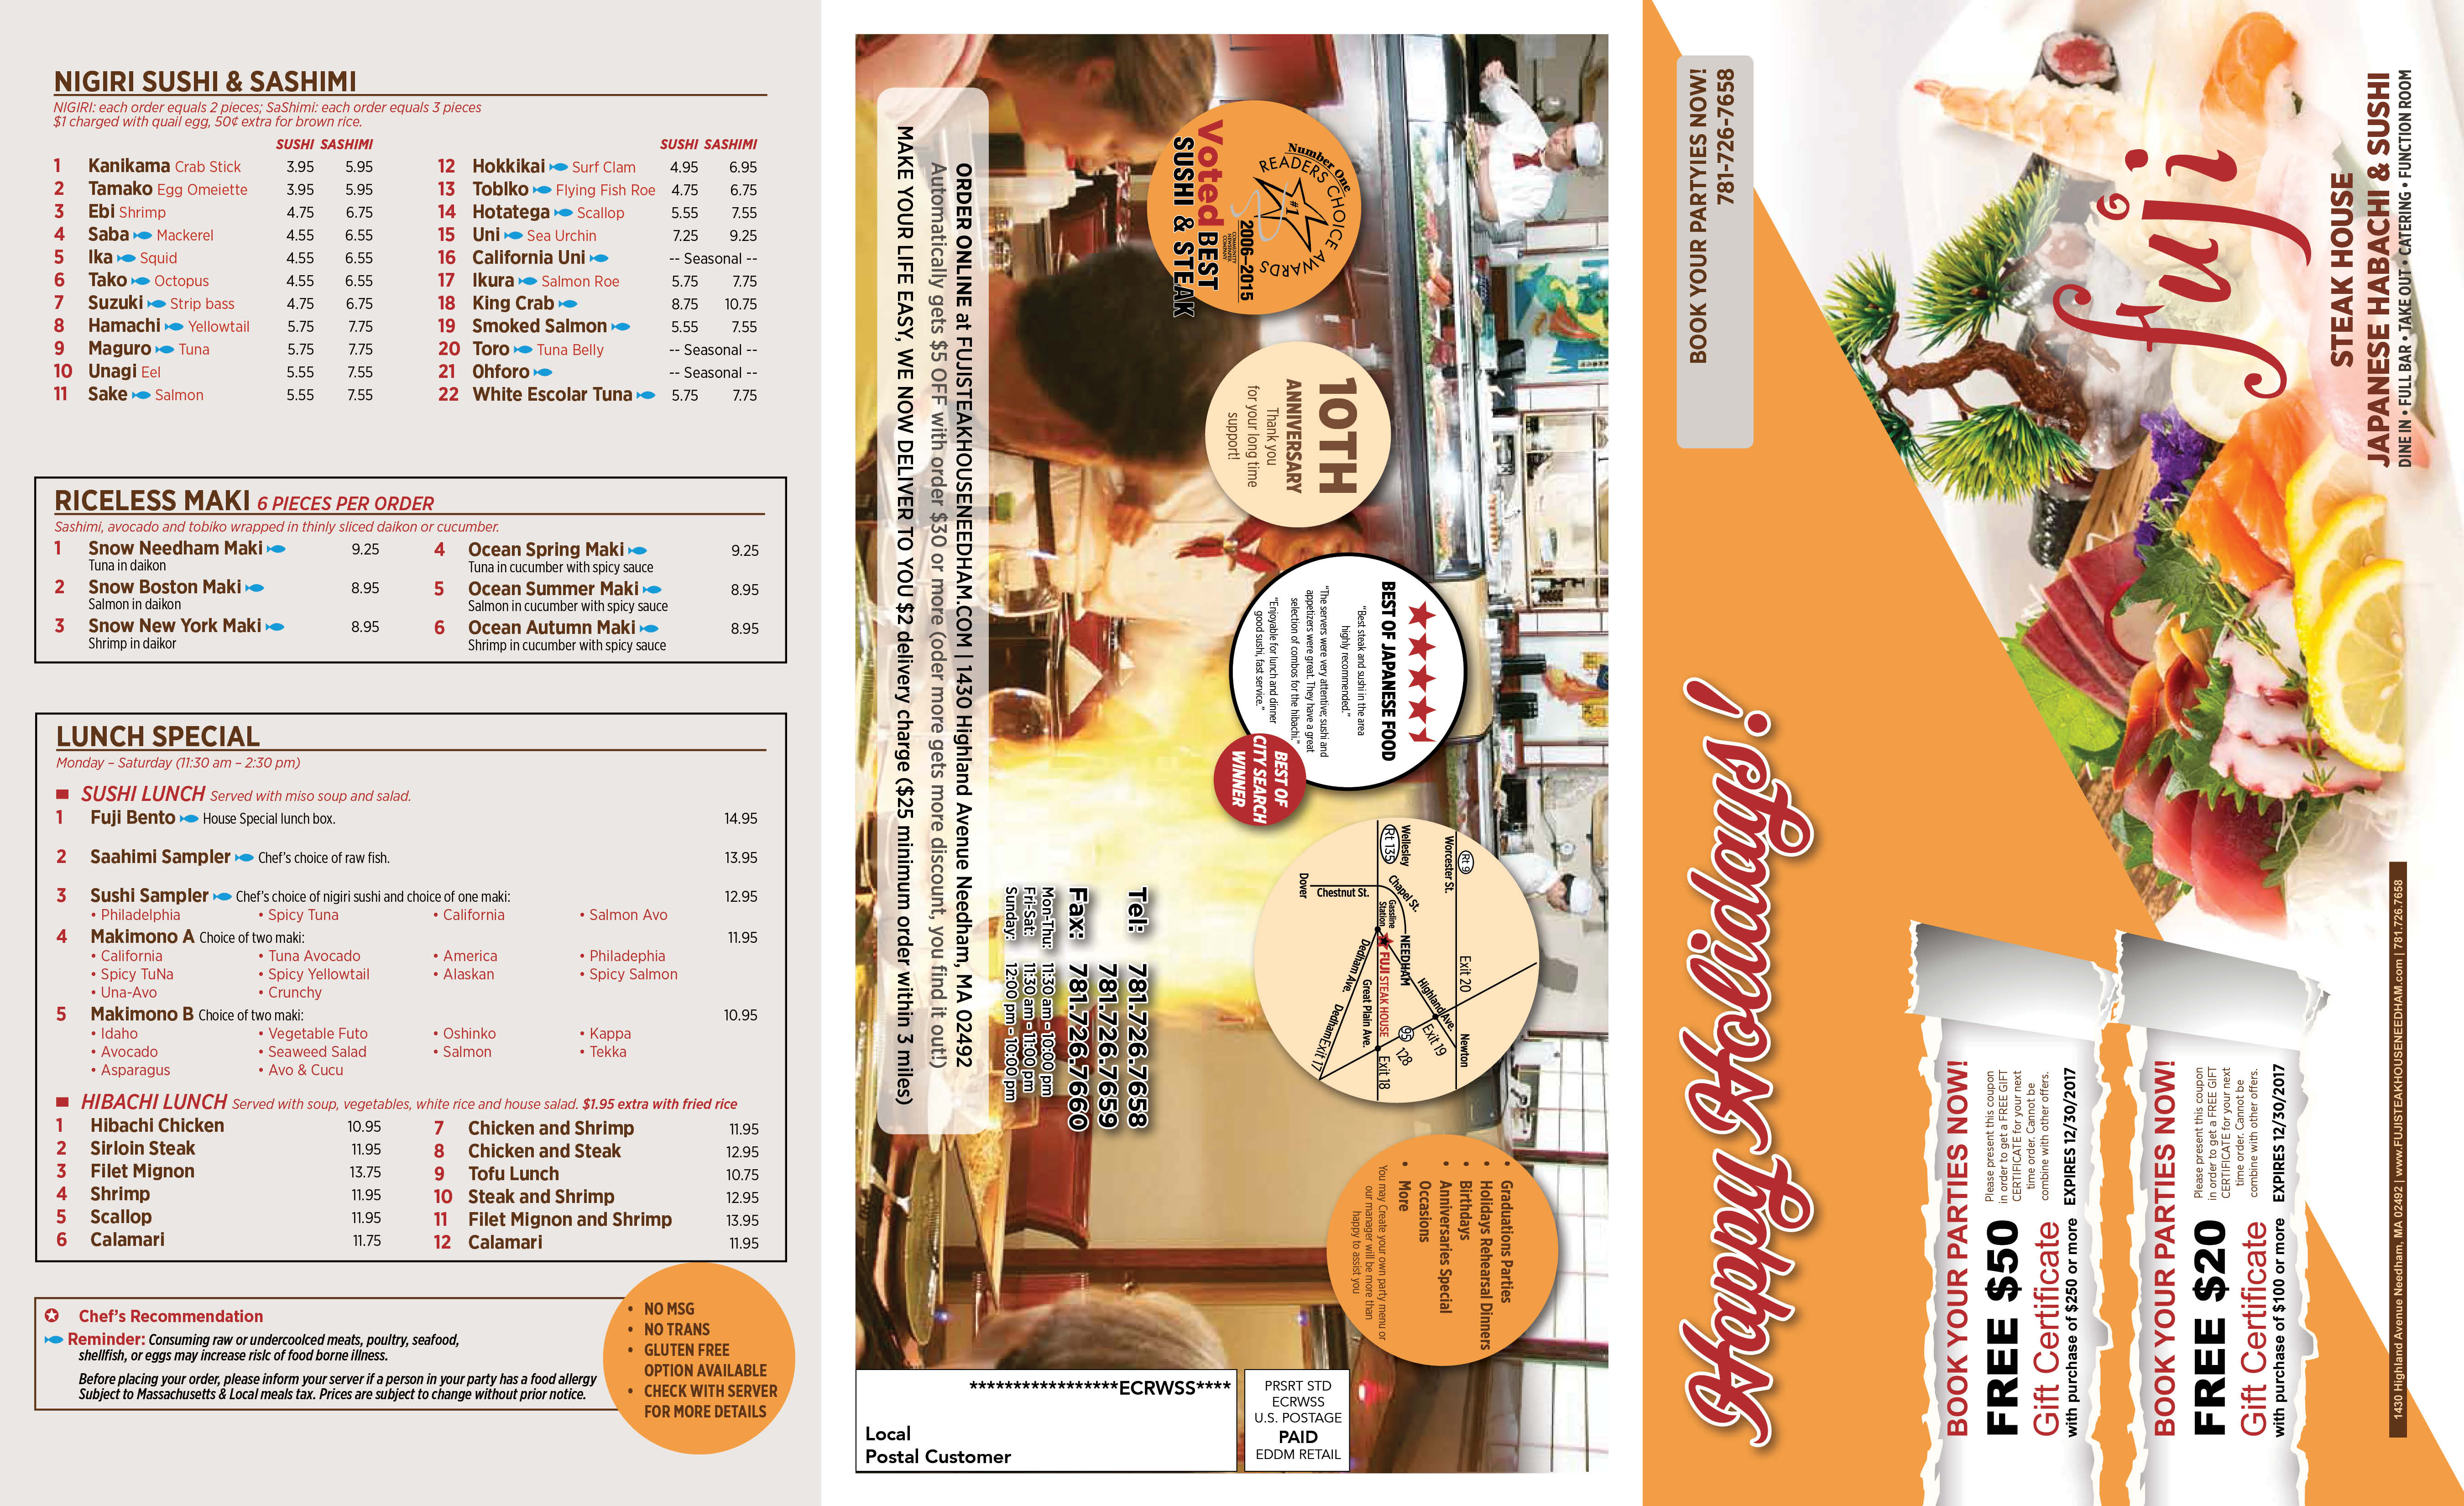 NIGIRI SUSHI & SASHIMI
NIGIRI: each order equals 2 pieces; SaShimi: each order equals 3 pieces
$1 charged with quail egg, 50¢ extra for brown rice.
SUSHI SASHIMI
1 Kanikama Crab Stick 3.95 5.95
2 Tamako Egg Omeiette 3.95 5.95
3 Ebi Shrimp 4.75 6.75
4 Saba Mackerel 4.55 6.55
5 Ika Squid 4.55 6.55
6 Tako Octopus 4.55 6.55
7 Suzuki Strip bass 4.75 6.75
8 Hamachi Yellowtail 5.75 7.75
9 Maguro Tuna 5.75 7.75
10 Unagi Eel 5.55 7.55
11 Sake Salmon 5.55 7.55
SUSHI SASHIMI
12 Hokkikai Surf Clam 4.95 6.95
13 Toblko Flying Fish Roe 4.75 6.75
14 Hotatega Scallop 5.55 7.55
15 Uni Sea Urchin 7.25 9.25
16 California Uni -- Seasonal --
17 Ikura Salmon Roe 5.75 7.75
18 King Crab 8.75 10.75
19 Smoked Salmon 5.55 7.55
20 Toro Tuna Belly -- Seasonal --
21 Ohforo -- Seasonal --
22 White Escolar Tuna 5.75 7.75
RICELESS MAKI 6 PIECES PER ORDER
Sashimi, avocado and tobiko wrapped in thinly sliced daikon or cucumber.
1 Snow Needham Maki 9.25
Tuna in daikon
2 Snow Boston Maki 8.95
Salmon in daikon
3 Snow New York Maki 8.95
Shrimp in daikor
4 Ocean Spring Maki 9.25
Tuna in cucumber with spicy sauce
5 Ocean Summer Maki 8.95
Salmon in cucumber with spicy sauce
6 Ocean Autumn Maki 8.95
Shrimp in cucumber with spicy sauce
LUNCH SPECIAL
Monday – Saturday (11:30 am – 2:30 pm)
SUSHI LUNCH Served with miso soup and salad.
1 Fuji Bento House Special lunch box. 14.95
2 Saahimi Sampler Chef's choice of raw fish. 13.95
3 Sushi Sampler Chef's choice of nigiri sushi and choice of one maki: 12.95
• Philadelphia • Spicy Tuna • California • Salmon Avo
4 Makimono A Choice of two maki: 11.95
• California • Tuna Avocado • America • Philadephia
• Spicy TuNa • Spicy Yellowtail • Alaskan • Spicy Salmon
• Una-Avo • Crunchy
5 Makimono B Choice of two maki: 10.95
• Idaho • Vegetable Futo • Oshinko • Kappa
• Avocado • Seaweed Salad • Salmon • Tekka
• Asparagus • Avo & Cucu
HIBACHI LUNCH Served with soup, vegetables, white rice and house salad. $1.95 extra with fried rice
1 Hibachi Chicken 10.95
2 Sirloin Steak 11.95
3 Filet Mignon 13.75
4 Shrimp 11.95
5 Scallop 11.95
6 Calamari 11.75
7 Chicken and Shrimp 11.95
8 Chicken and Steak 12.95
9 Tofu Lunch 10.75
10 Steak and Shrimp 12.95
11 Filet Mignon and Shrimp 13.95
12 Calamari 11.95
Chef's Recommendation
Reminder: Consuming raw or undercoolced meats, poultry, seafood,
shellfish, or eggs may increase rislc of food borne illness.
Before placing your order, please inform your server if a person in your party has a food allergy
Subject to Massachusetts & Local meals tax. Prices are subject to change without prior notice.
• NO MSG
• NO TRANS
• GLUTEN FREE
OPTION AVAILABLE
• CHECK WITH SERVER
FOR MORE DETAILS
Number One
READERS CHOICE AWARDS
#1
2006–2015
COMMUNITY
NEWSPAPER
COMPANY
Voted BEST
SUSHI & STEAK
10TH
ANNIVERSARY
Thank you
for your long time
support!
BEST OF JAPANESE FOOD
"Best steak and sushi in the area
highly recommended."
"The servers were very attentive; sushi and
appetizers were great. They have a great
selection of combos for the hibachi."
"Enjoyable for lunch and dinner
good sushi, fast service."
BEST OF
CITY SEARCH
WINNER
Rt 9
Worcester St.
Exit 20
Newton
Wellesley
Rt 135
Chapel St.
NEEDHAM
Highland Ave.
Exit 19
Gassline
Station
FUJI STEAK HOUSE
95
128
Chestnut St.
Great Plain Ave.
Exit 18
Dover
Dedham Ave.
Dedham
Exit 17
• Graduations Parties
• Holidays Rehearsal Dinners
• Birthdays
• Anniversaries Special
Occasions
• More
You may Create your own party menu or
our manager will be more than
happy to assist you
Tel: 781.726.7658
781.726.7659
Fax: 781.726.7660
Mon-Thu: 11:30 am - 10:00 pm
Fri-Sat: 11:30 am - 11:00 pm
Sunday: 12:00 pm - 10:00 pm
ORDER ONLINE at FUJISTEAKHOUSENEEDHAM.COM | 1430 Highland Avenue Needham, MA 02492
Automatically gets $5 OFF with order $30 or more (oder more gets more discount, you find it out!)
MAKE YOUR LIFE EASY, WE NOW DELIVER TO YOU $2 delivery charge ($25 minimum order within 3 miles)
*****************ECRWSS****
Local
Postal Customer
PRSRT STD
ECRWSS
U.S. POSTAGE
PAID
EDDM RETAIL
BOOK YOUR PARTYIES NOW!
781-726-7658
fuji
STEAK HOUSE
JAPANESE HABACHI & SUSHI
DINE IN • FULL BAR • TAKE OUT • CATERING • FUNCTION ROOM
Happy Holidays!
BOOK YOUR PARTIES NOW!
FREE $50
Gift Certificate
with purchase of $250 or more
Please present this coupon
in order to get a FREE GIFT
CERTIFICATE for your next
time order. Cannot be
combine with other offers.
EXPIRES 12/30/2017
BOOK YOUR PARTIES NOW!
FREE $20
Gift Certificate
with purchase of $100 or more
Please present this coupon
in order to get a FREE GIFT
CERTIFICATE for your next
time order. Cannot be
combine with other offers.
EXPIRES 12/30/2017
1430 Highland Avenue Needham, MA 02492 | www.FUJISTEAKHOUSENEEDHAM.com | 781.726.7658